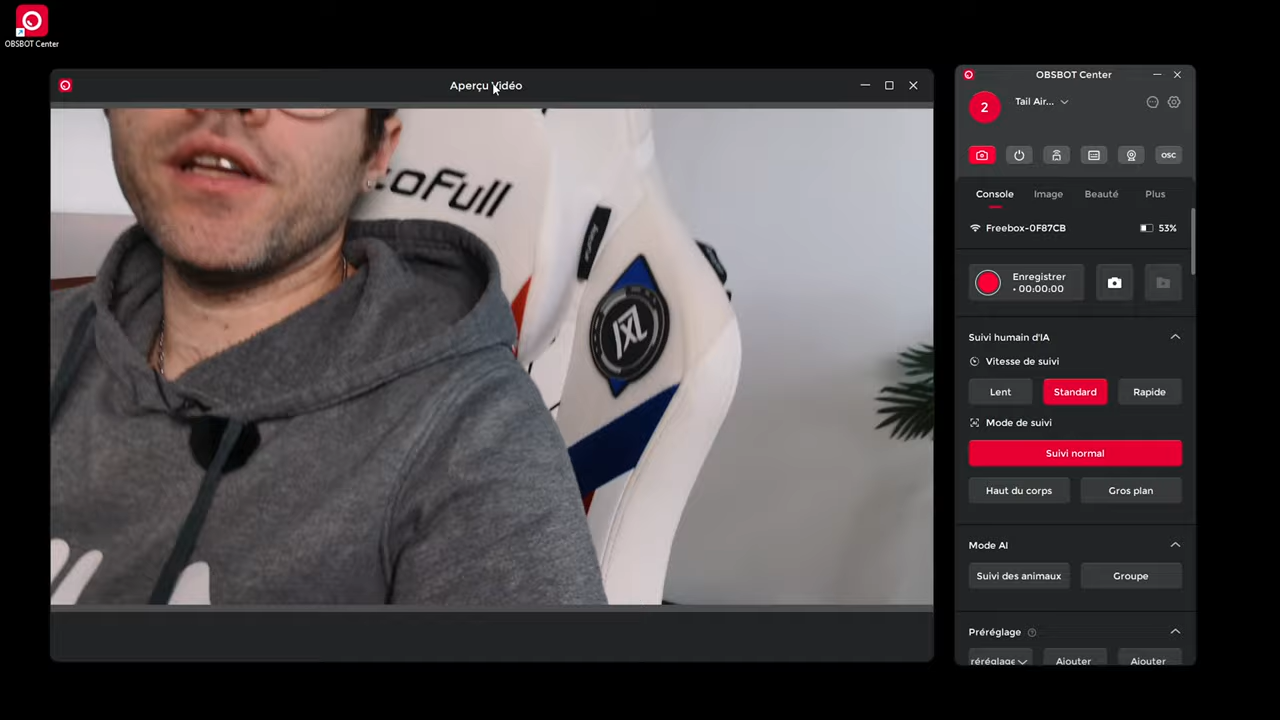 OBSBOT Center
Aperçu Vidéo
OBSBOT Center
2
Tail Air...
OSC
Console Image Beauté Plus
Freebox-0F87CB 53%
Enregistrer
• 00:00:00
Suivi humain d'IA
Vitesse de suivi
Lent Standard Rapide
Mode de suivi
Suivi normal
Haut du corps Gros plan
Mode AI
Suivi des animaux Groupe
Préréglage
réréglage Ajouter Ajouter